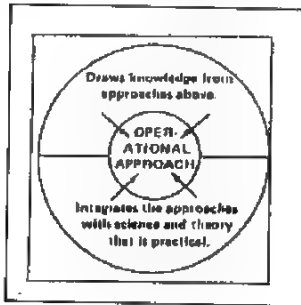 Draws knowledge from
approaches above.
OPER-
ATIONAL
APPROACH
Integrates the approaches
with science and theory
that is practical.